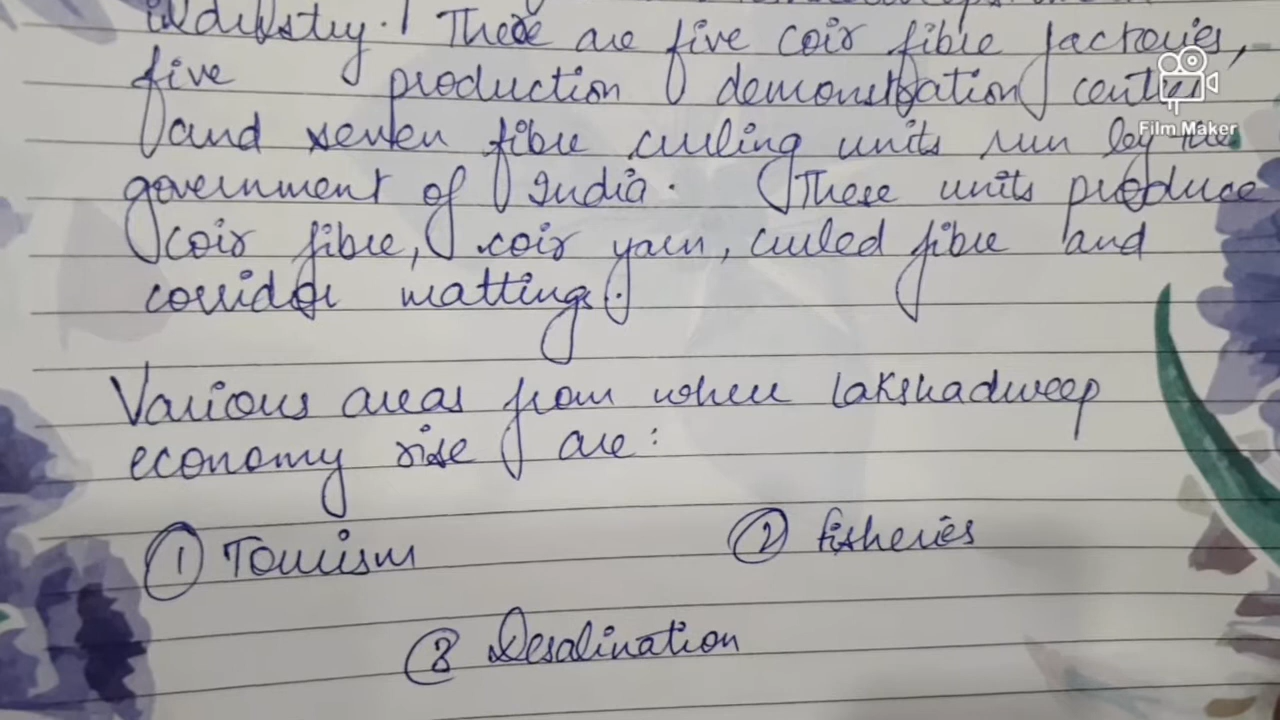 industry. There are five coir fibre factories,
five production demonstration centres
and seven fibre curling units run by the
government of India. These units produce
coir fibre, coir yarn, curled fibre and
corridor mattings.
Various areas from where lakshadweep
economy rise are:
① Tourism ② fisheries
③ Desalination
Film Maker